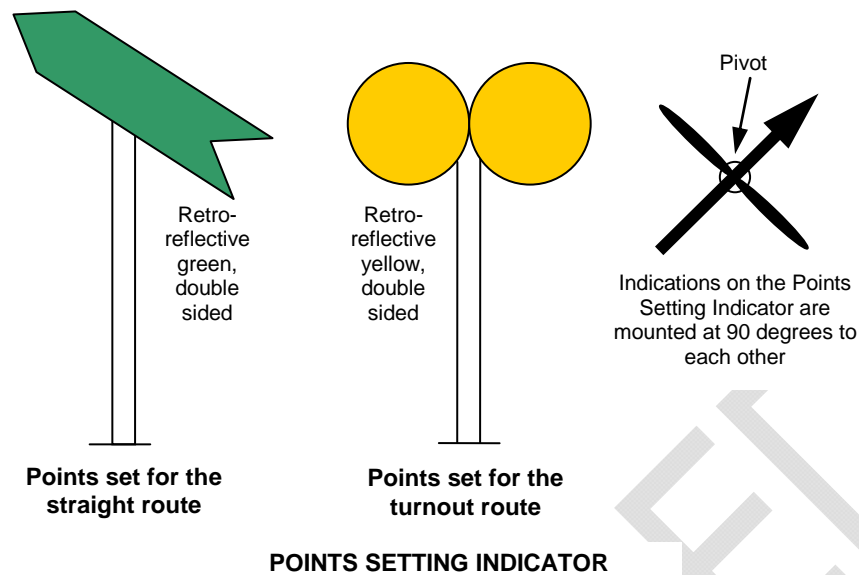 Retro-
reflective
green,
double
sided
Points set for the
straight route
Retro-
reflective
yellow,
double
sided
Points set for the
turnout route
Pivot
Indications on the Points
Setting Indicator are
mounted at 90 degrees to
each other
POINTS SETTING INDICATOR